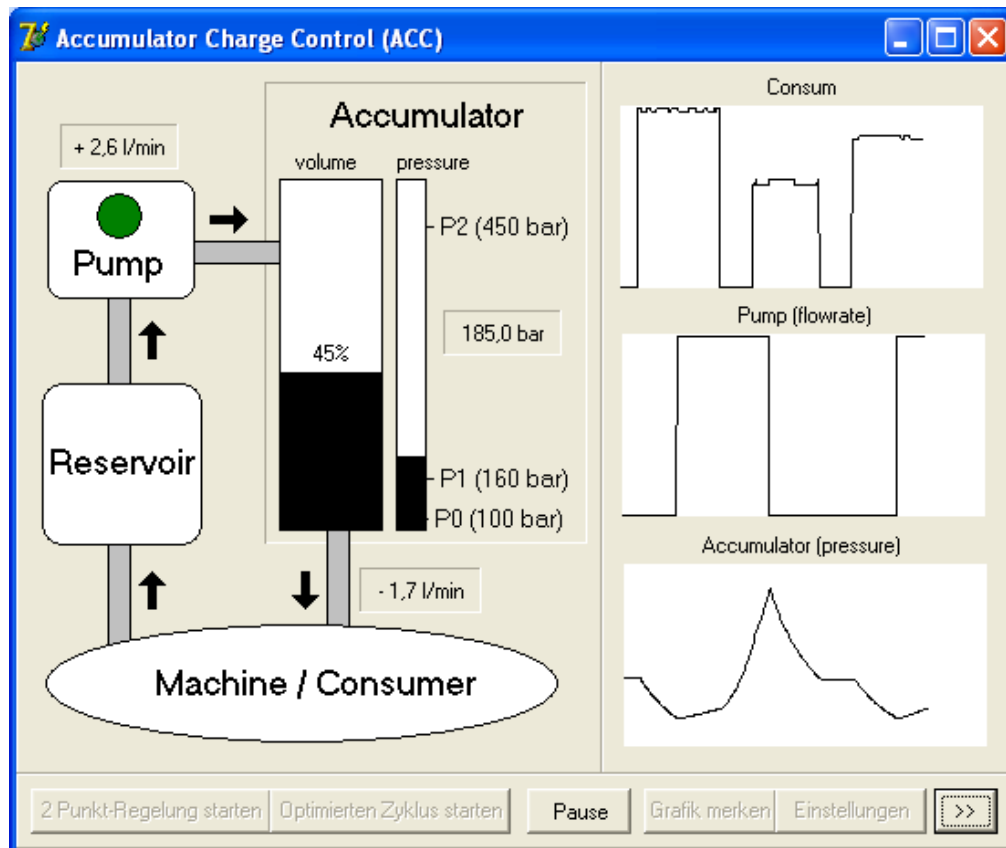 Accumulator Charge Control (ACC)
Accumulator
+ 2,6 l/min
volume
pressure
P2 (450 bar)
Pump
185,0 bar
45%
Reservoir
P1 (160 bar)
P0 (100 bar)
- 1,7 l/min
Machine / Consumer
Consum
Pump (flowrate)
Accumulator (pressure)
2 Punkt-Regelung starten
Optimierten Zyklus starten
Pause
Grafik merken
Einstellungen
>>